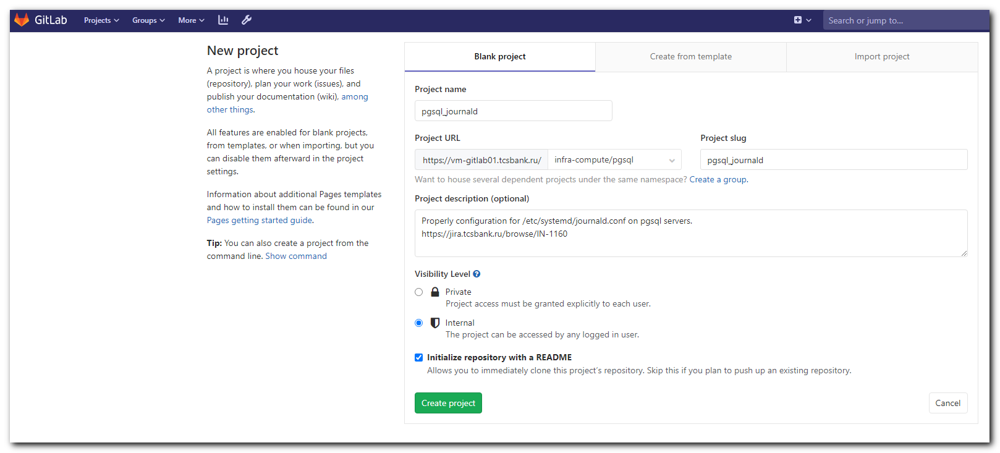 GitLab Projects Groups More Search or jump to...
New project
A project is where you house your files
(repository), plan your work (issues), and
publish your documentation (wiki), among
other things.
All features are enabled for blank projects,
from templates, or when importing, but you
can disable them afterward in the project
settings.
Information about additional Pages templates
and how to install them can be found in our
Pages getting started guide.
Tip: You can also create a project from the
command line. Show command
Blank project Create from template Import project
Project name
pgsql_journald
Project URL Project slug
https://vm-gitlab01.tcsbank.ru/ infra-compute/pgsql pgsql_journald
Want to house several dependent projects under the same namespace? Create a group.
Project description (optional)
Properly configuration for /etc/systemd/journald.conf on pgsql servers.
https://jira.tcsbank.ru/browse/IN-1160
Visibility Level ?
Private
Project access must be granted explicitly to each user.
Internal
The project can be accessed by any logged in user.
Initialize repository with a README
Allows you to immediately clone this project's repository. Skip this if you plan to push up an existing repository.
Create project Cancel